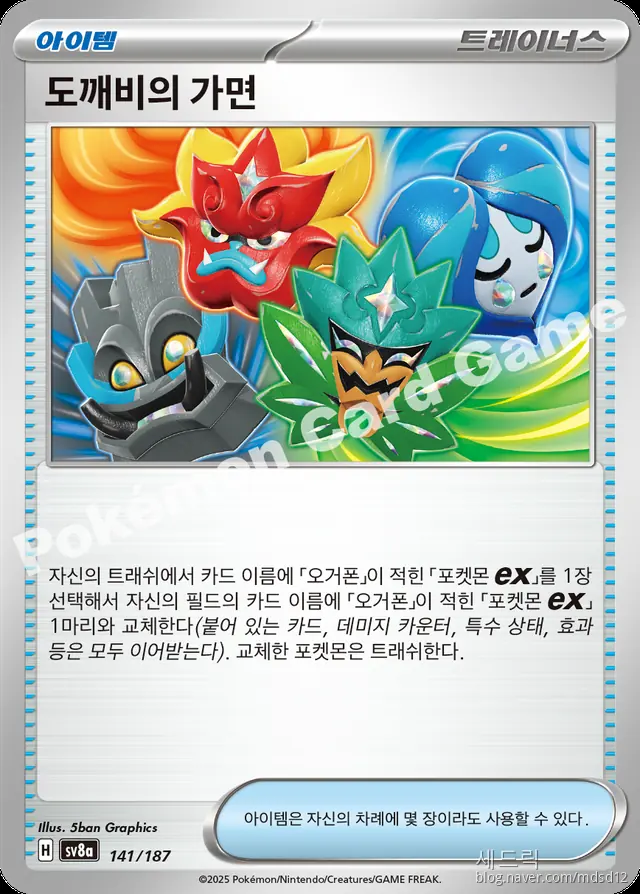 아이템
트레이너스
도깨비의 가면
Pokémon Card Game
자신의 트래쉬에서 카드 이름에 「오거폰」이 적힌 「포켓몬 ex」를 1장
선택해서 자신의 필드의 카드 이름에 「오거폰」이 적힌 「포켓몬 ex」
1마리와 교체한다(붙어 있는 카드, 데미지 카운터, 특수 상태, 효과
등은 모두 이어받는다). 교체한 포켓몬은 트래쉬한다.
Illus. 5ban Graphics
아이템은 자신의 차례에 몇 장이라도 사용할 수 있다.
H sv8a 141/187
세드릭
blog.naver.com/mdsd12
©2025 Pokémon/Nintendo/Creatures/GAME FREAK.